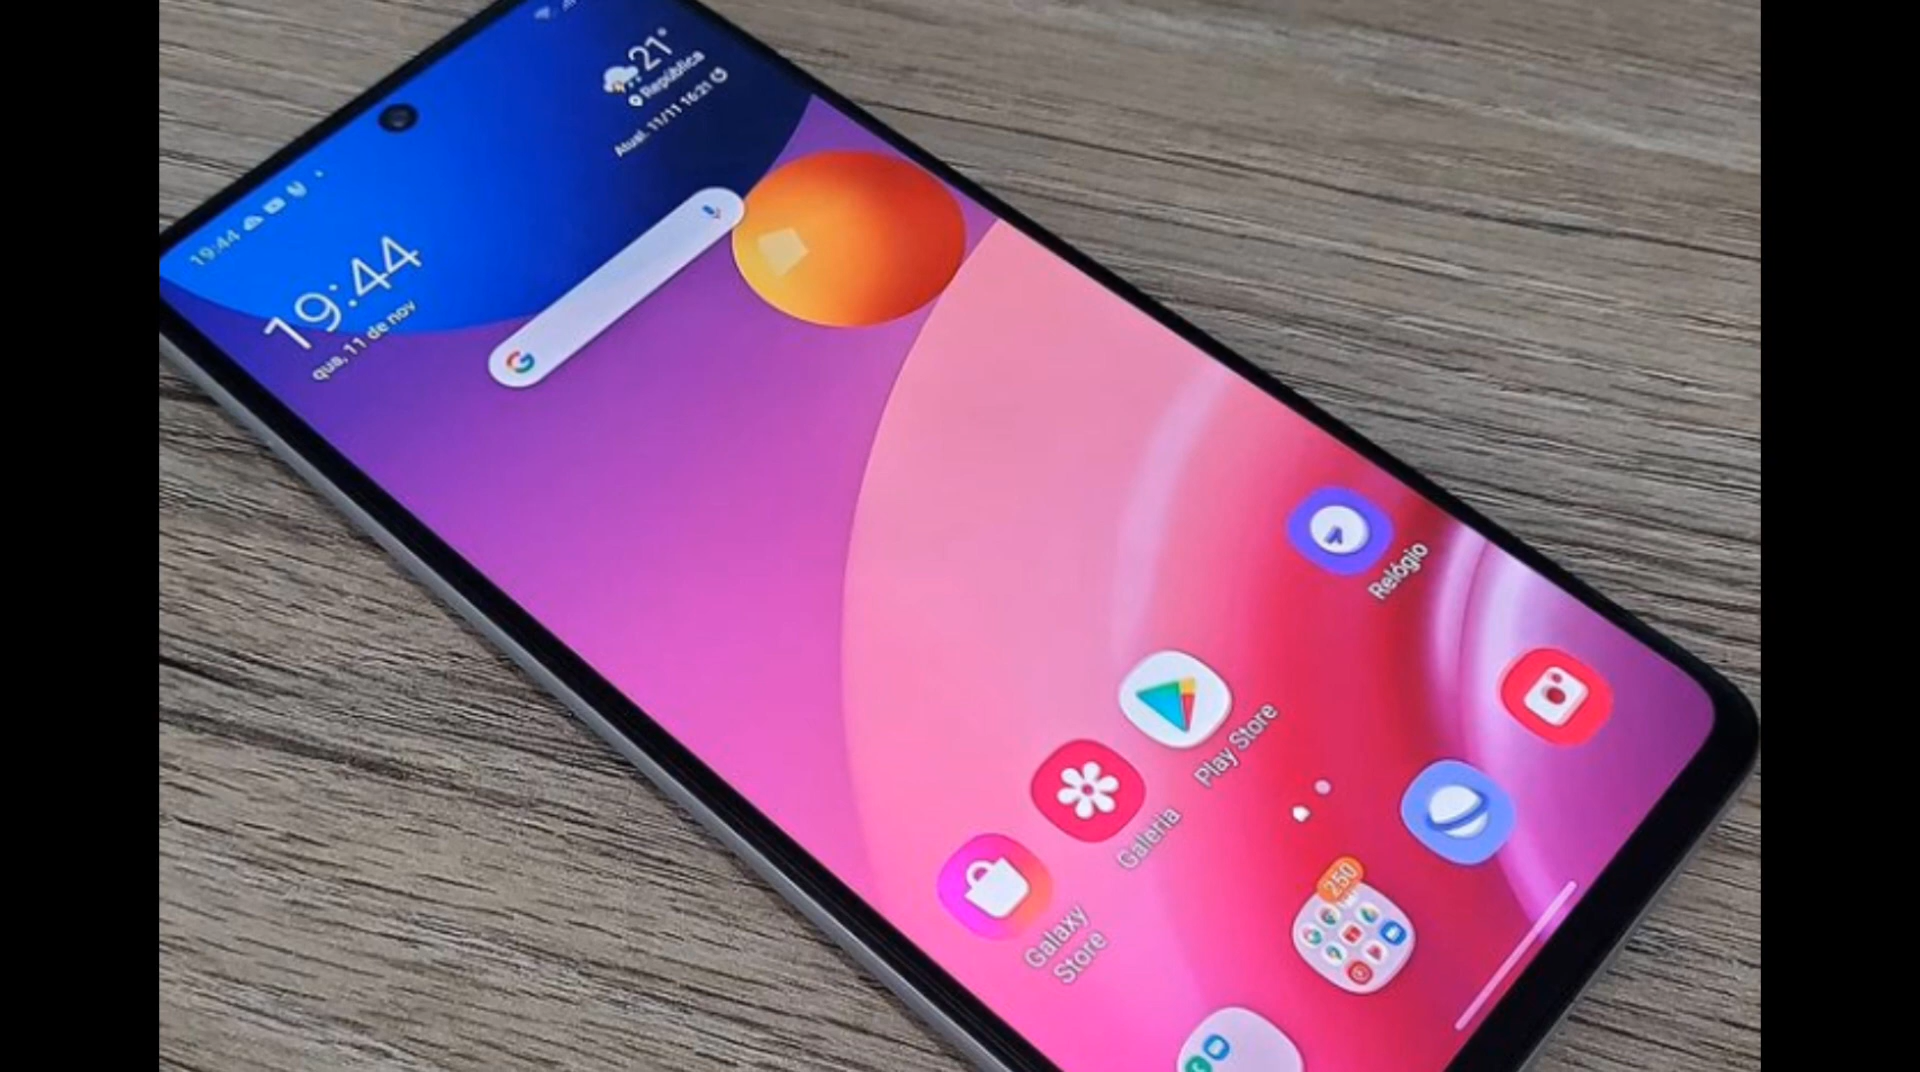 19:44
21°
República
Atual. 11/11 16:21
19:44
qua, 11 de nov
G
Relógio
Play Store
Galeria
Galaxy
Store
250